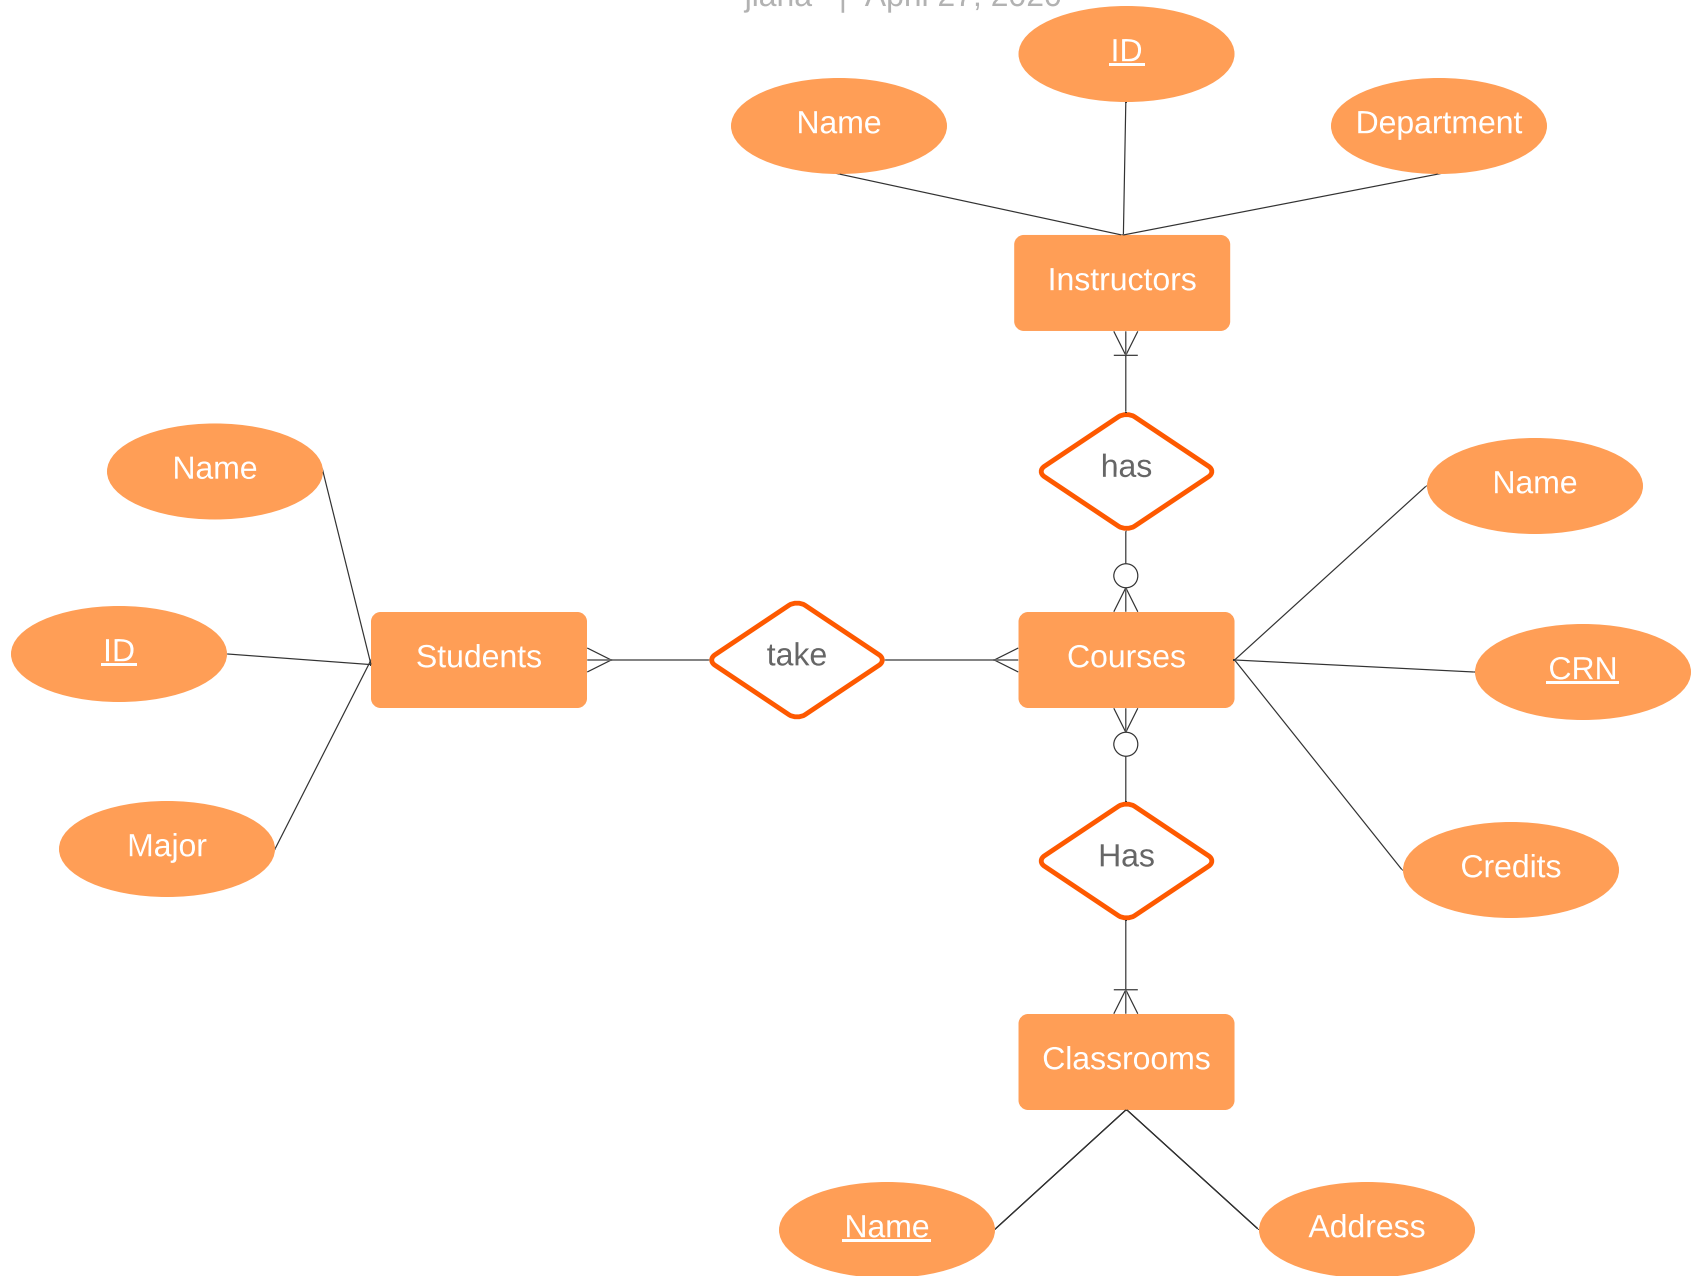 ID
Name
Department
Instructors
has
Name
Name
ID
Students
take
Courses
CRN
Major
Has
Credits
Classrooms
Name
Address